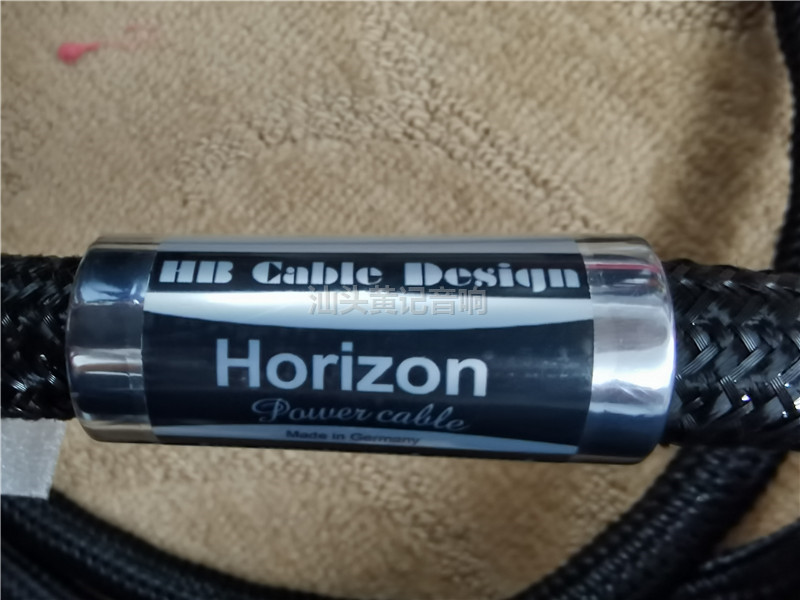 HB Cable Design
汕头黄记音响
Horizon
Power cable
Made in Germany